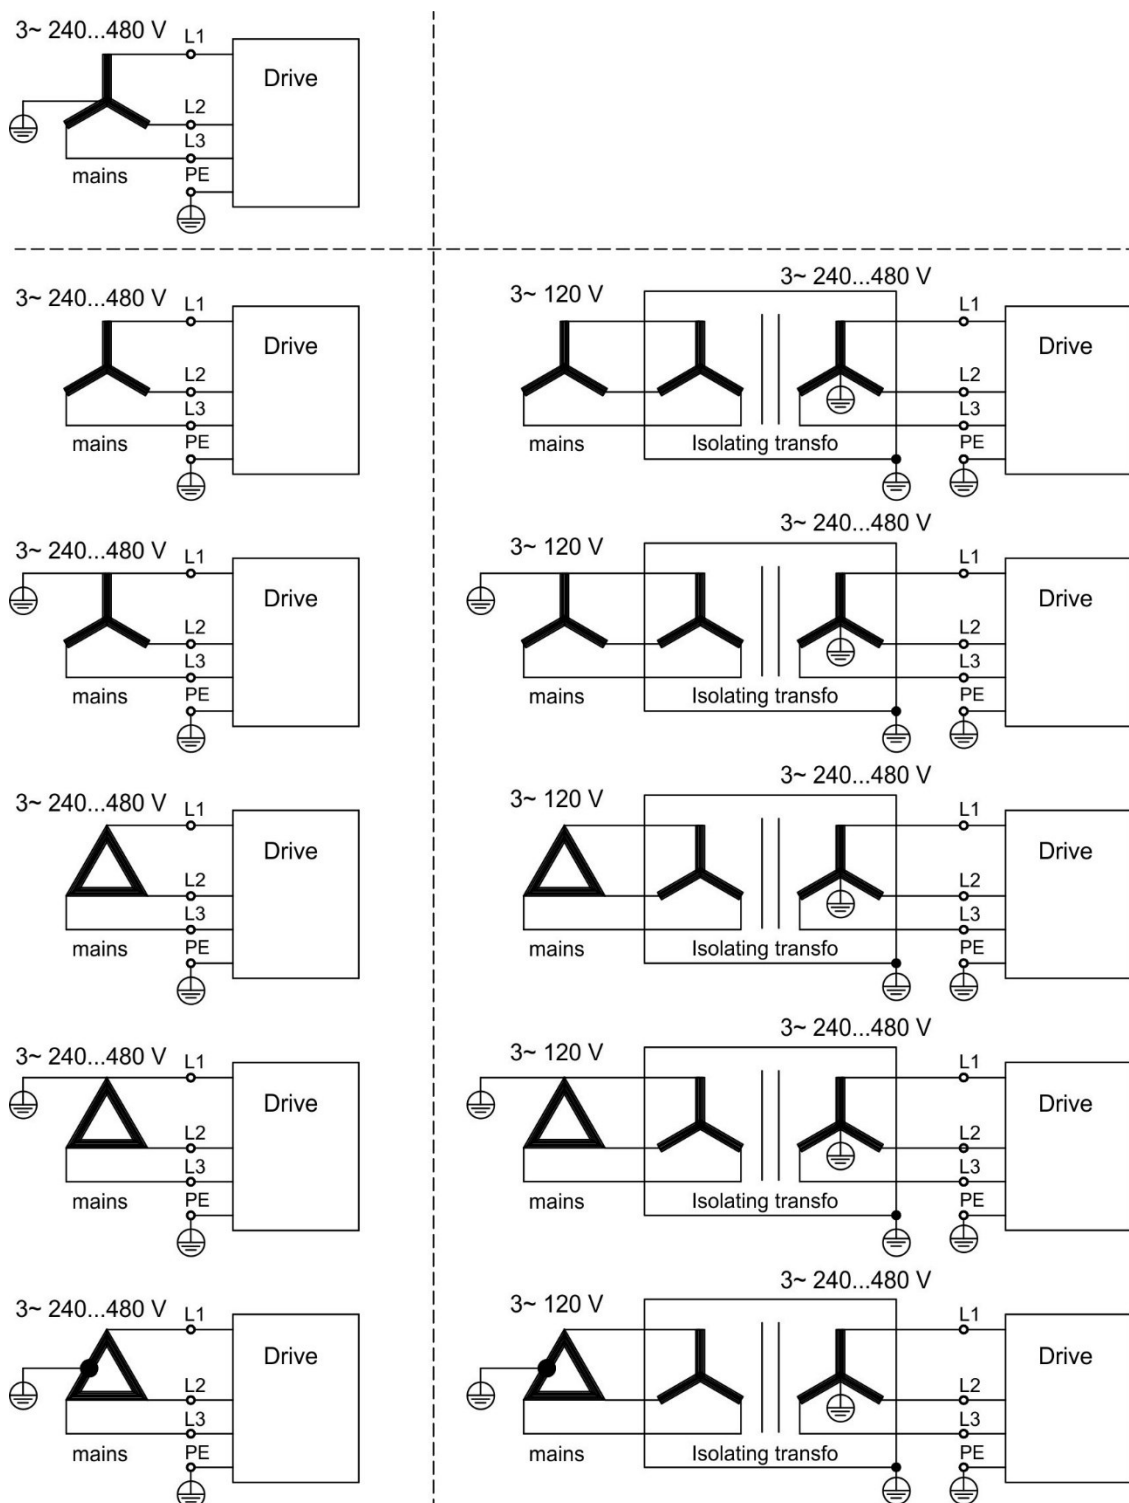 3~ 240...480 V
L1
Drive
L2
L3
mains
PE
3~ 240...480 V
L1
Drive
L2
L3
mains
PE
3~ 120 V
3~ 240...480 V
L1
Drive
L2
L3
mains
Isolating transfo
PE
3~ 240...480 V
L1
Drive
L2
L3
mains
PE
3~ 120 V
3~ 240...480 V
L1
Drive
L2
L3
mains
Isolating transfo
PE
3~ 240...480 V
L1
Drive
L2
L3
mains
PE
3~ 120 V
3~ 240...480 V
L1
Drive
L2
L3
mains
Isolating transfo
PE
3~ 240...480 V
L1
Drive
L2
L3
mains
PE
3~ 120 V
3~ 240...480 V
L1
Drive
L2
L3
mains
Isolating transfo
PE
3~ 240...480 V
L1
Drive
L2
L3
mains
PE
3~ 120 V
3~ 240...480 V
L1
Drive
L2
L3
mains
Isolating transfo
PE